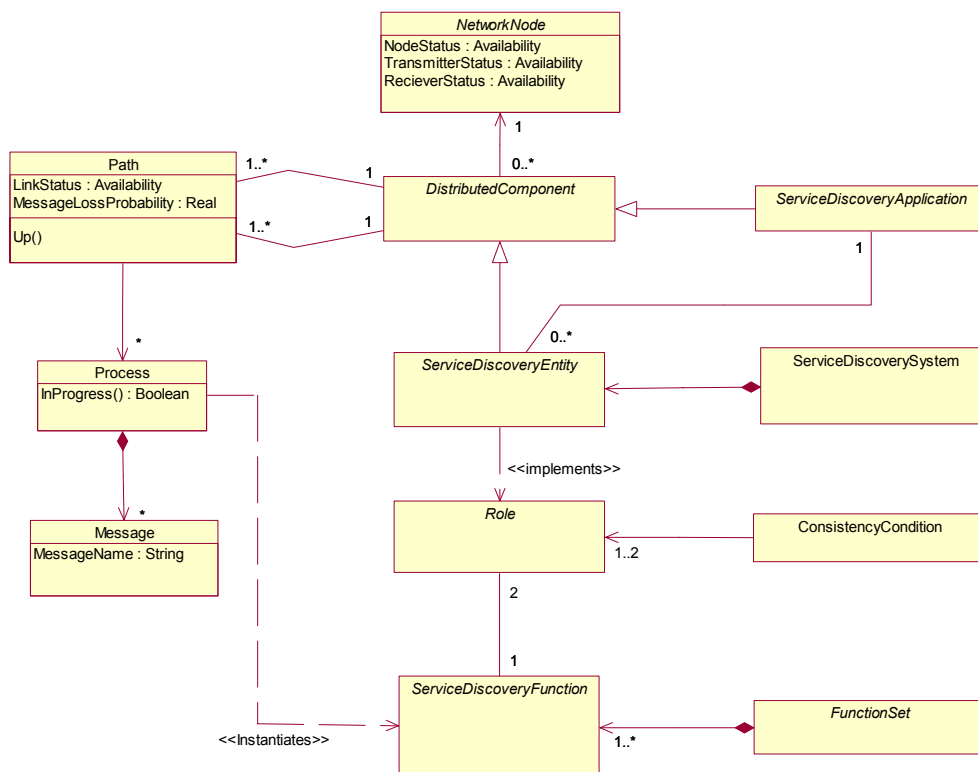 NetworkNode
NodeStatus : Availability
TransmitterStatus : Availability
RecieverStatus : Availability
1
0..*
Path
LinkStatus : Availability
MessageLossProbability : Real
Up()
1..*
1
1..*
1
DistributedComponent
ServiceDiscoveryApplication
1
0..*
*
Process
InProgress() : Boolean
ServiceDiscoveryEntity
ServiceDiscoverySystem
<<implements>>
*
Message
MessageName : String
Role
1..2
ConsistencyCondition
2
1
ServiceDiscoveryFunction
<<Instantiates>>
1..*
FunctionSet